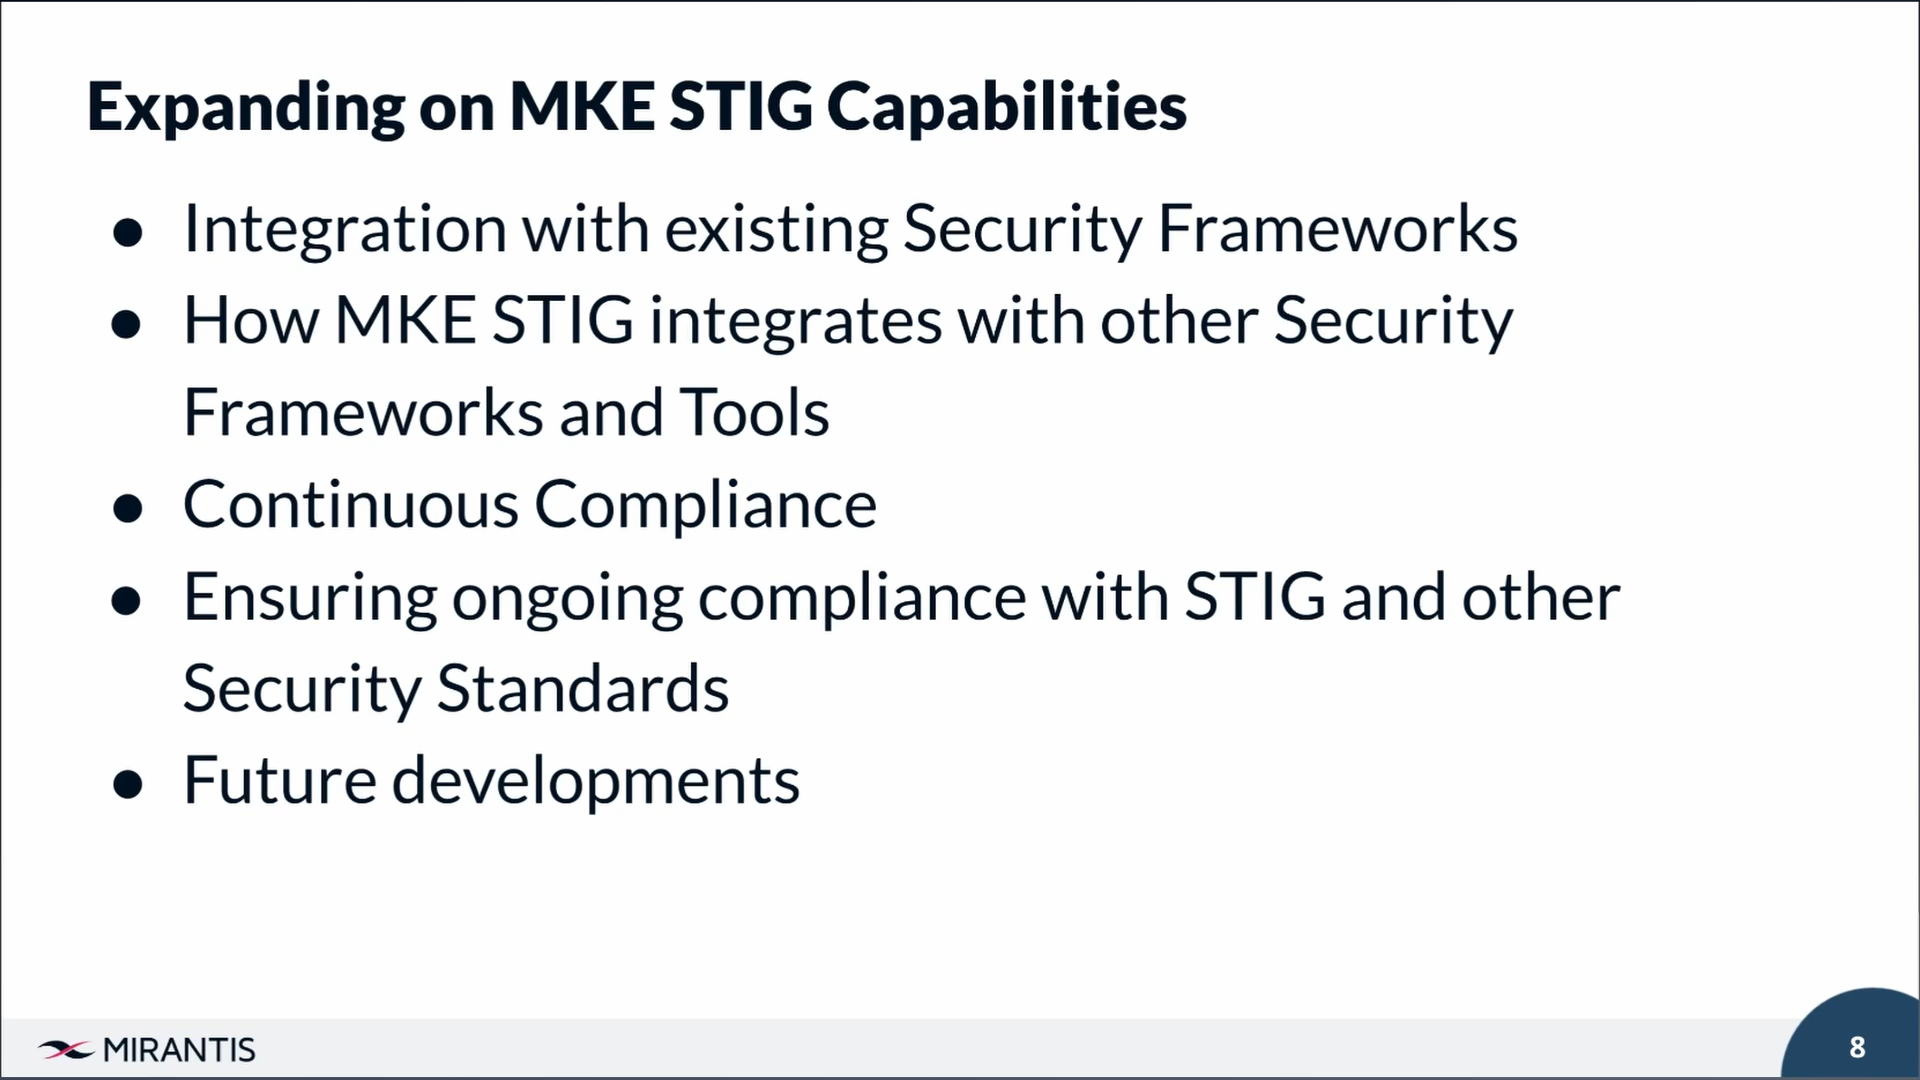 Expanding on MKE STIG Capabilities
● Integration with existing Security Frameworks
● How MKE STIG integrates with other Security
Frameworks and Tools
● Continuous Compliance
● Ensuring ongoing compliance with STIG and other
Security Standards
● Future developments
MIRANTIS
8